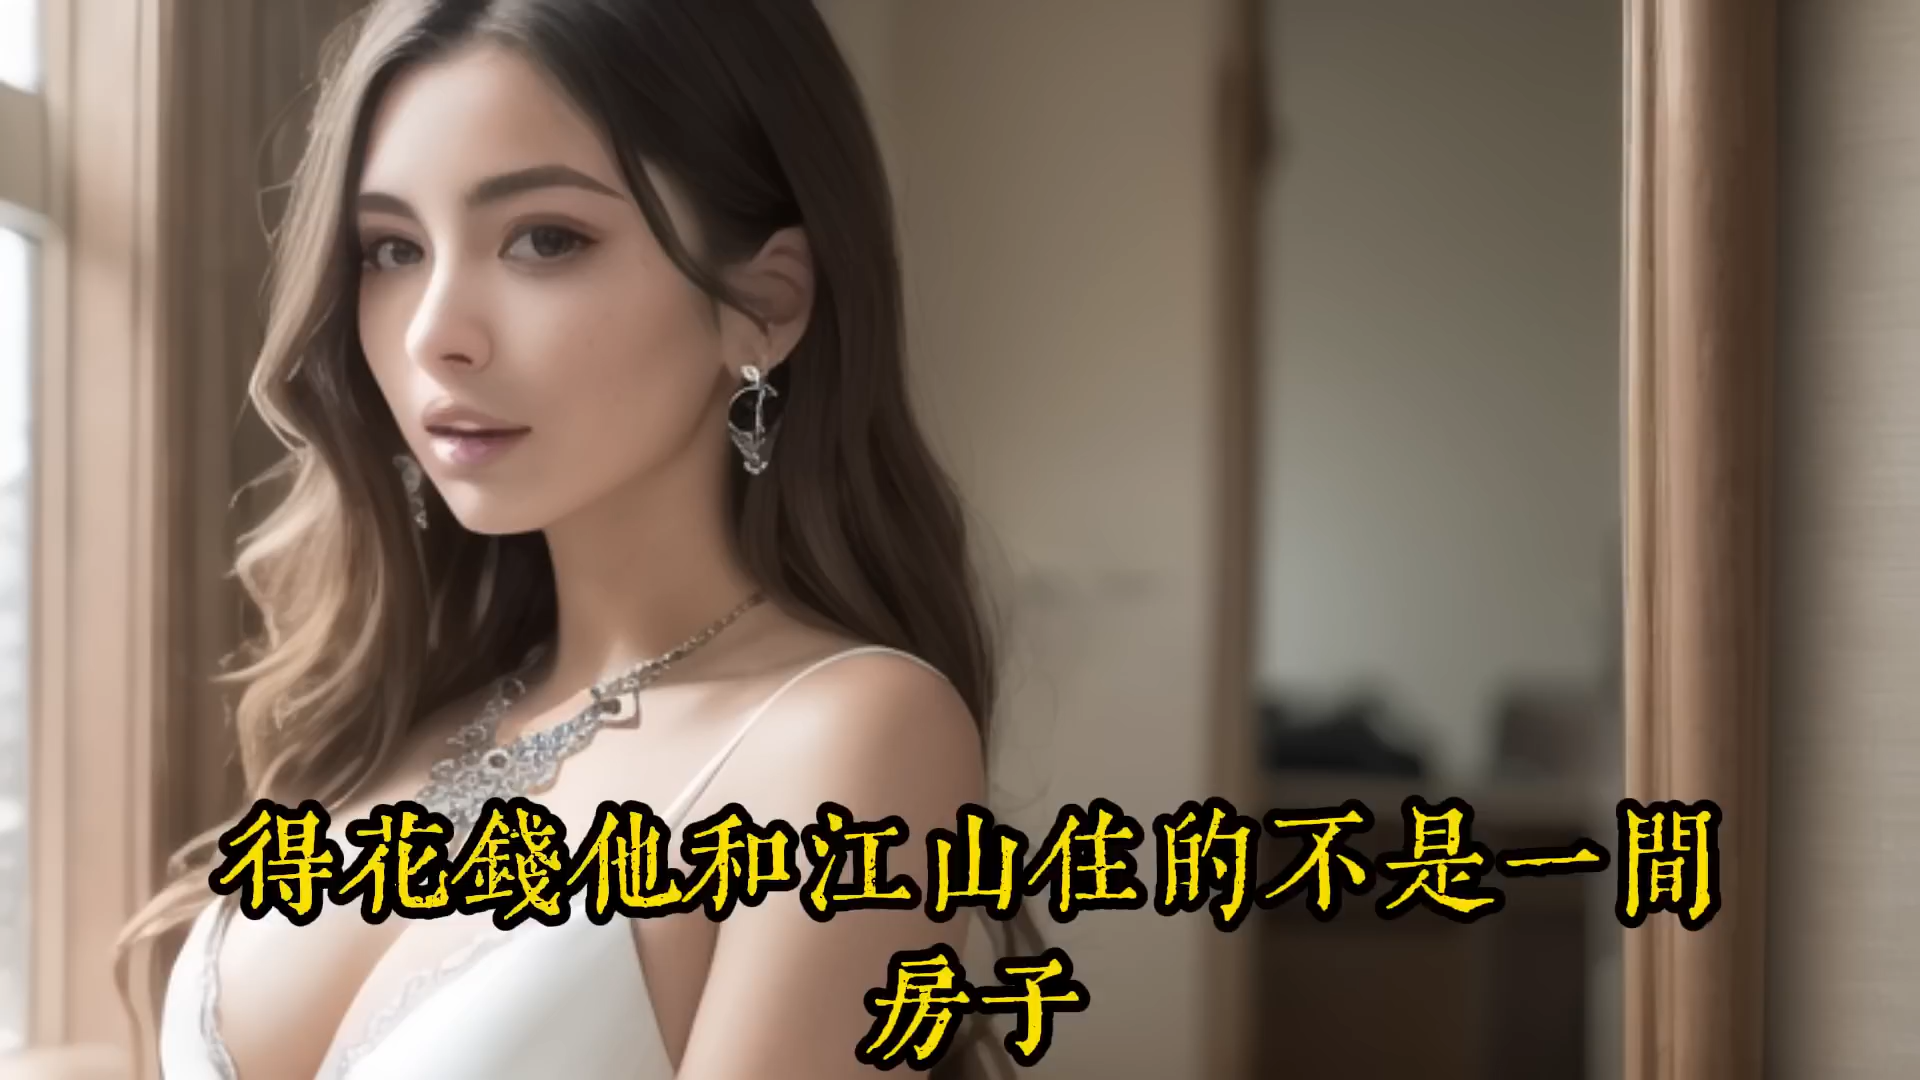 得花錢他和江山住的不是一間
房子